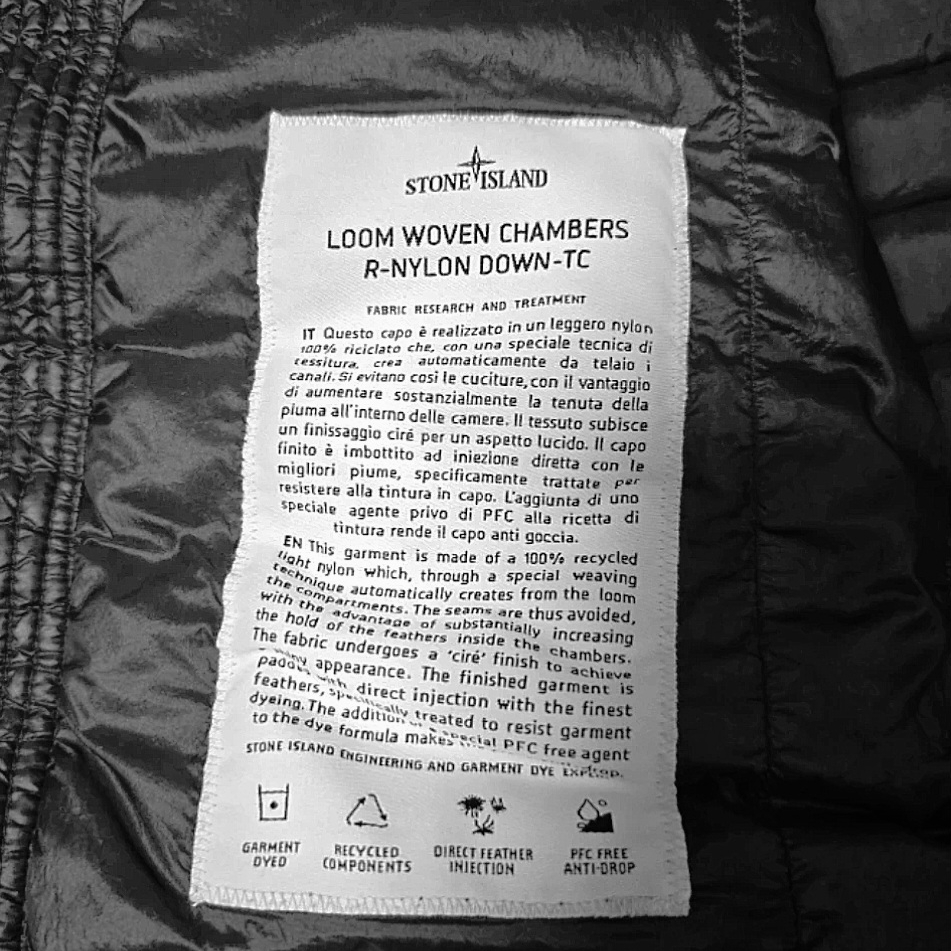 STONE ISLAND
LOOM WOVEN CHAMBERS
R-NYLON DOWN-TC
FABRIC RESEARCH AND TREATMENT
IT Questo capo è realizzato in un leggero nylon
100% riciclato che, con una speciale tecnica di
tessitura, crea automaticamente da telaio i
canali. Si evitano così le cuciture, con il vantaggio
di aumentare sostanzialmente la tenuta della
piuma all'interno delle camere. Il tessuto subisce
un finissaggio ciré per un aspetto lucido. Il capo
finito è imbottito ad iniezione diretta con le
migliori piume, specificamente trattate per
resistere alla tintura in capo. L'aggiunta di uno
speciale agente privo di PFC alla ricetta di
tintura rende il capo anti goccia.
EN This garment is made of a 100% recycled
light nylon which, through a special weaving
technique automatically creates from the loom
the compartments. The seams are thus avoided,
with the advantage of substantially increasing
the hold of the feathers inside the chambers.
The fabric undergoes a 'ciré' finish to achieve
appearance. The finished garment is
padded with direct injection with the finest
feathers, specifically treated to resist garment
dyeing. The addition of a special PFC free agent
to the dye formula makes
STONE ISLAND ENGINEERING AND GARMENT DYE
GARMENT DYED
RECYCLED COMPONENTS
DIRECT FEATHER INJECTION
PFC FREE ANTI-DROP